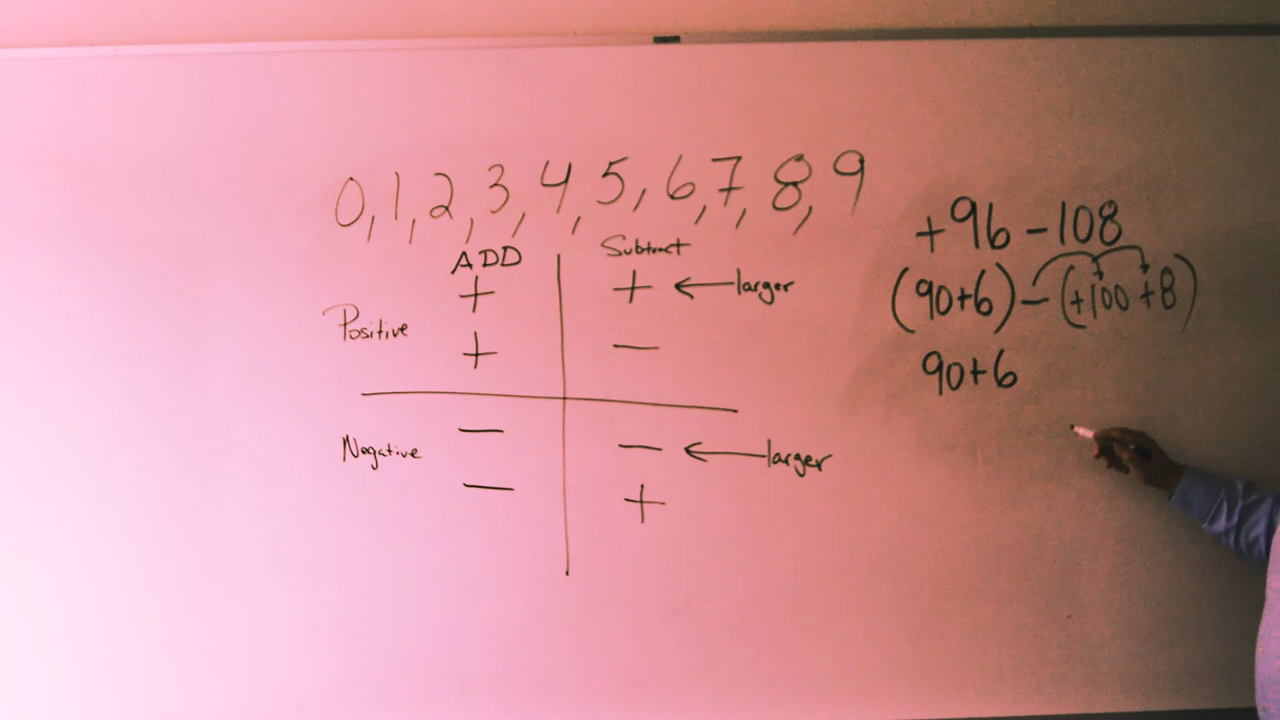 0, 1, 2, 3, 4, 5, 6, 7, 8, 9
ADD Subtract
Positive + + ← larger
+ −
Negative − − ← larger
− +
+96 − 108
(90+6) − (+100 + 8)
90+6